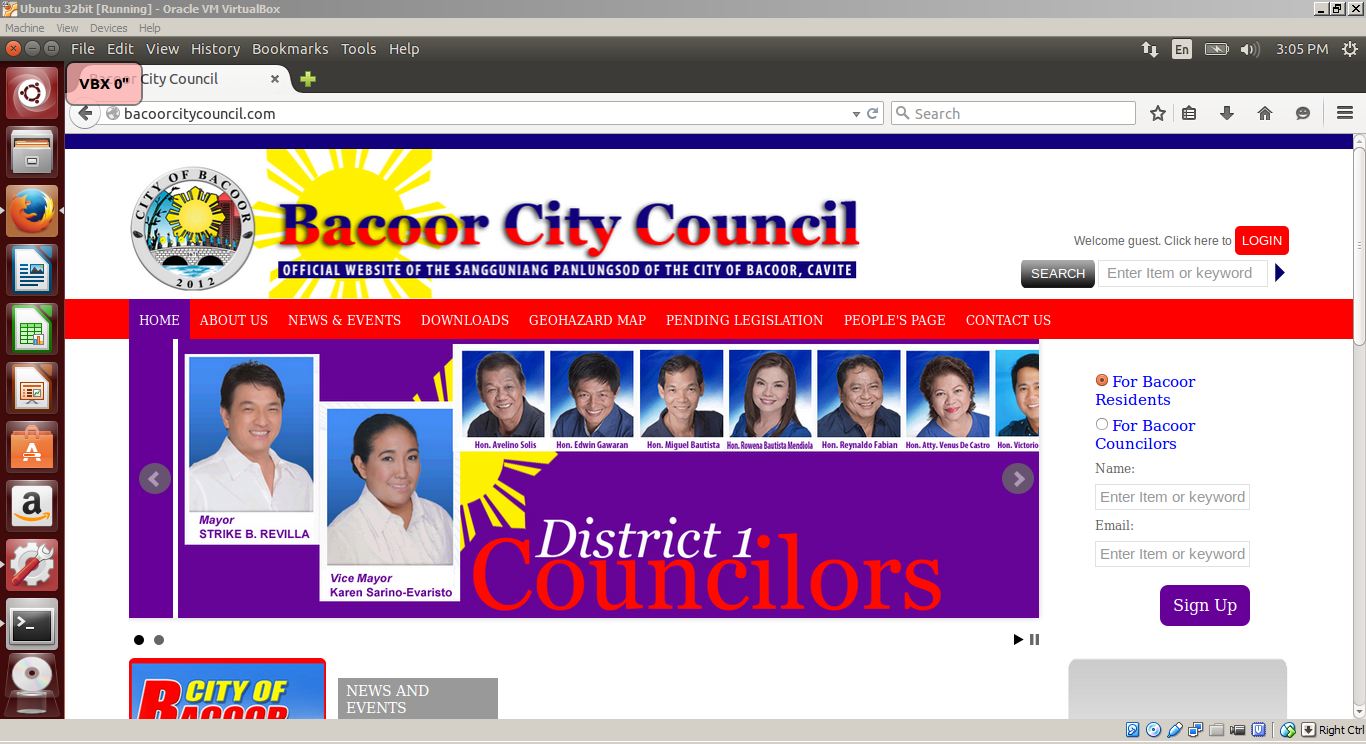 Ubuntu 32bit [Running] - Oracle VM VirtualBox
Machine View Devices Help
File Edit View History Bookmarks Tools Help
En
3:05 PM
VBX 0"
City Council
bacoorcitycouncil.com
Search
CITY OF BACOOR
2012
Bacoor City Council
OFFICIAL WEBSITE OF THE SANGGUNIANG PANLUNGSOD OF THE CITY OF BACOOR, CAVITE
Welcome guest. Click here to LOGIN
SEARCH Enter Item or keyword
HOME ABOUT US NEWS & EVENTS DOWNLOADS GEOHAZARD MAP PENDING LEGISLATION PEOPLE'S PAGE CONTACT US
Hon. Avelino Solis Hon. Edwin Gawaran Hon. Miguel Bautista Hon. Rowena Bautista Mendiola Hon. Reynaldo Fabian Hon. Atty. Venus De Castro Hon. Victorio
Mayor
STRIKE B. REVILLA
Vice Mayor
Karen Sarino-Evaristo
District 1
Councilors
For Bacoor
Residents
For Bacoor
Councilors
Name:
Enter Item or keyword
Email:
Enter Item or keyword
Sign Up
CITY OF
BACOOR
NEWS AND
EVENTS
Right Ctrl